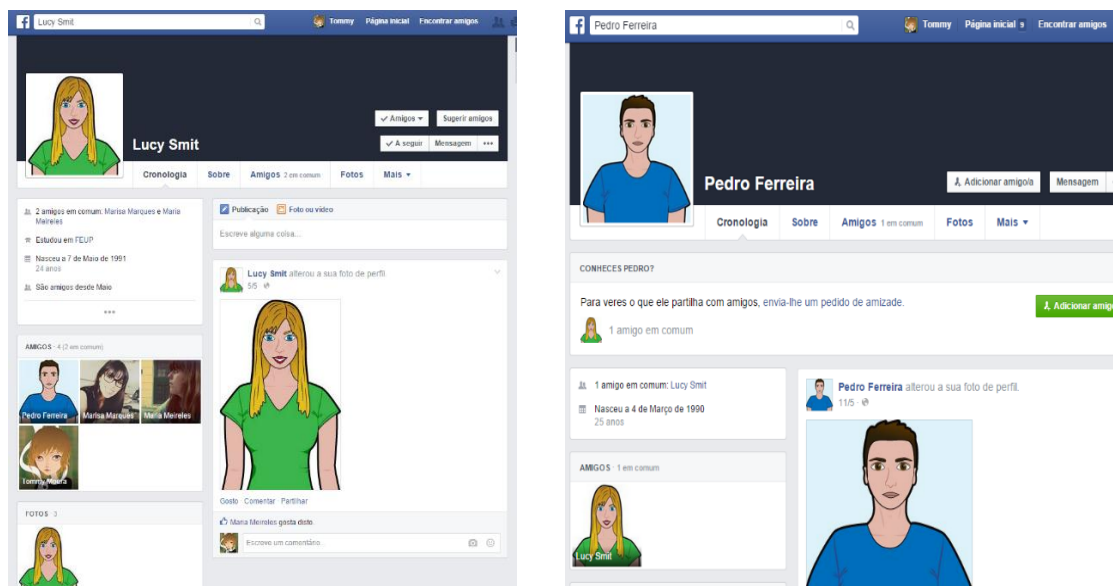 Lucy Smit
Tommy Página inicial Encontrar amigos
Amigos Sugerir amigos
Lucy Smit
A seguir Mensagem
Cronologia Sobre Amigos 2 em comum Fotos Mais
2 amigos em comum: Marisa Marques e Maria
Meireles
Estudou em FEUP
Nasceu a 7 de Maio de 1991
24 anos
São amigos desde Maio
AMIGOS · 4 (2 em comum)
Pedro Ferreira Marisa Marques Maria Meireles
Tommy Moura
FOTOS 3
Publicação Foto ou vídeo
Escreve alguma coisa...
Lucy Smit alterou a sua foto de perfil
5/5 ·
Gosto Comentar Partilhar
Maria Meireles gosta disto
Escreve um comentário...
Pedro Ferreira
Tommy Página inicial 9 Encontrar amigos
Pedro Ferreira
Adicionar amigo/a Mensagem
Cronologia Sobre Amigos 1 em comum Fotos Mais
CONHECES PEDRO?
Para veres o que ele partilha com amigos, envia-lhe um pedido de amizade.
Adicionar amig
1 amigo em comum
1 amigo em comum: Lucy Smit
Nasceu a 4 de Março de 1990
25 anos
AMIGOS · 1 em comum
Lucy Smit
Pedro Ferreira alterou a sua foto de perfil.
11/5 ·